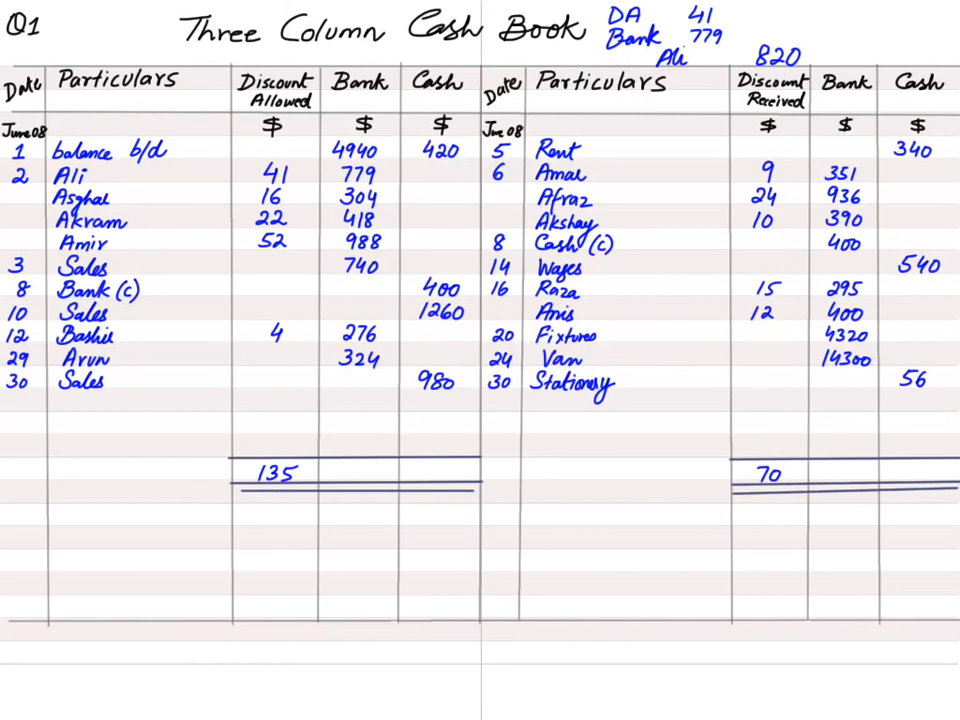 Q1 Three Column Cash Book DA 41
Bank 779
Ali 820
Date Particulars Discount Allowed Bank Cash Date Particulars Discount Received Bank Cash
June 08 $ $ $ June 08 $ $ $
1 balance b/d 4940 420 5 Rent 340
2 Ali 41 779 6 Amal 9 351
Asghal 16 304 Afraz 24 936
Akram 22 418 Akshay 10 390
Amir 52 988 8 Cash (c) 400
3 Sales 740 14 Wages 540
8 Bank (c) 400 16 Raza 15 295
10 Sales 1260 Anis 12 400
12 Bashir 4 276 20 Fixtures 4320
29 Arun 324 24 Van 14300
30 Sales 980 30 Stationery 56
135 70